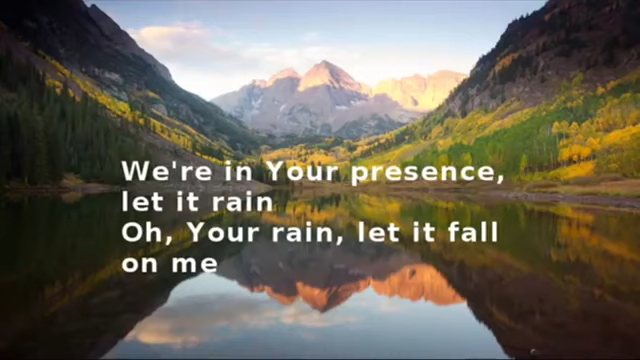 We're in Your presence,
let it rain
Oh, Your rain, let it fall
on me